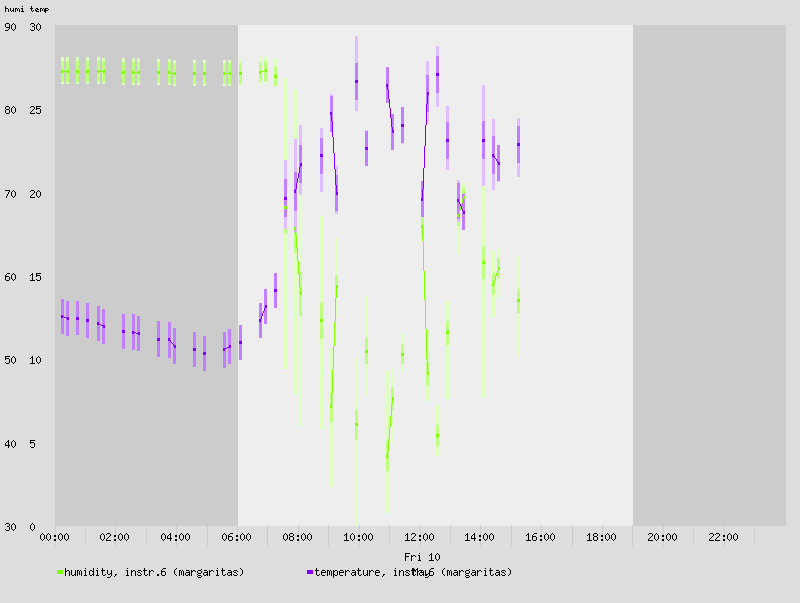 humi temp
90 30
80 25
70 20
60 15
50 10
40 5
30 0
00:00 02:00 04:00 06:00 08:00 10:00 12:00 14:00 16:00 18:00 20:00 22:00
Fri 10
May
humidity, instr.6 (margaritas) temperature, instr.6 (margaritas)